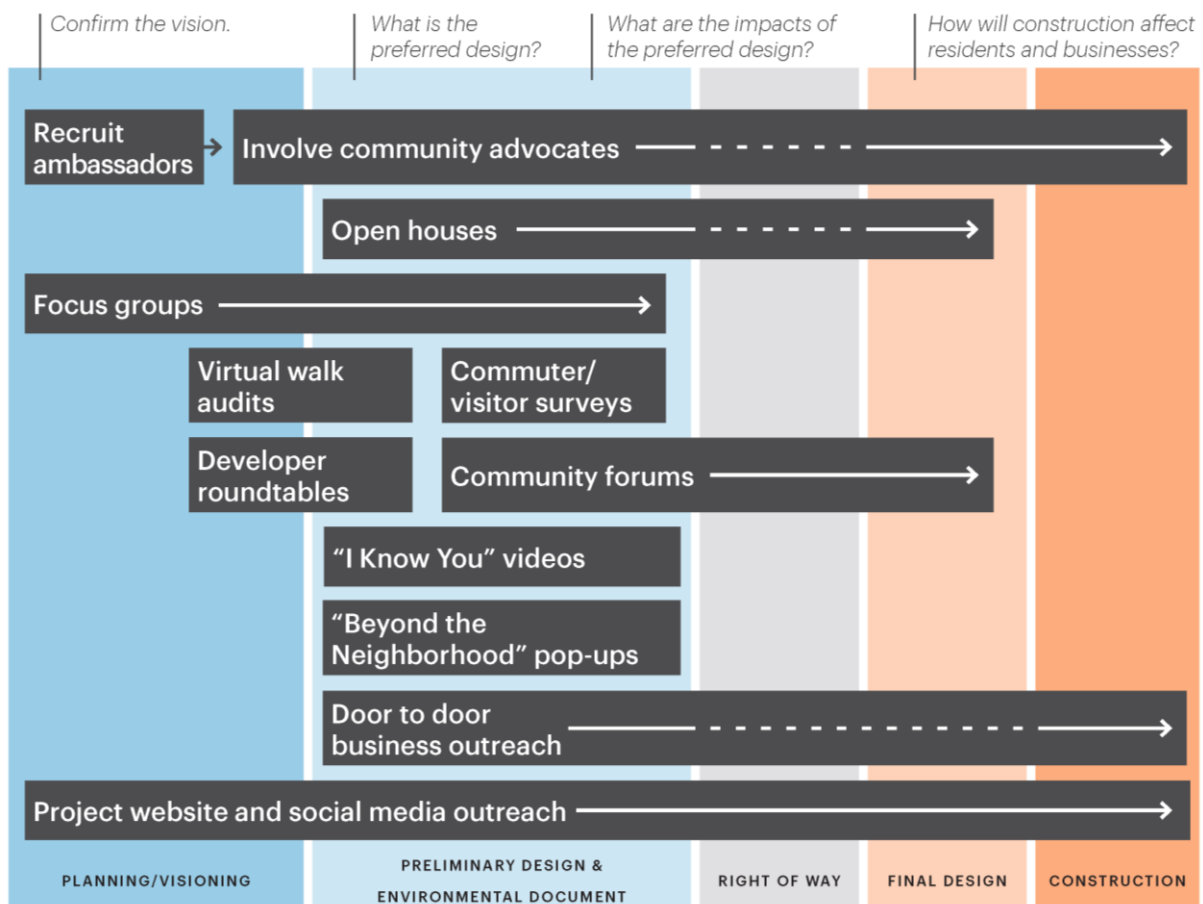 Confirm the vision.
What is the
preferred design?
What are the impacts of
the preferred design?
How will construction affect
residents and businesses?
Recruit
ambassadors
Involve community advocates
Open houses
Focus groups
Virtual walk
audits
Commuter/
visitor surveys
Developer
roundtables
Community forums
“I Know You” videos
“Beyond the
Neighborhood” pop-ups
Door to door
business outreach
Project website and social media outreach
PLANNING/VISIONING
PRELIMINARY DESIGN &
ENVIRONMENTAL DOCUMENT
RIGHT OF WAY
FINAL DESIGN
CONSTRUCTION